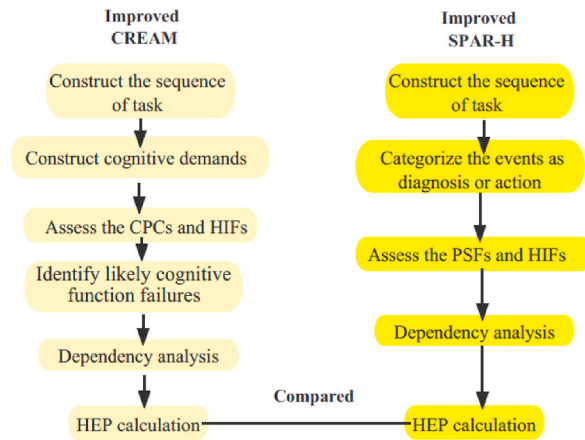 Improved
CREAM
Construct the sequence
of task
Construct cognitive demands
Assess the CPCs and HIFs
Identify likely cognitive
function failures
Dependency analysis
HEP calculation
Compared
Improved
SPAR-H
Construct the sequence
of task
Categorize the events as
diagnosis or action
Assess the PSFs and HIFs
Dependency analysis
HEP calculation